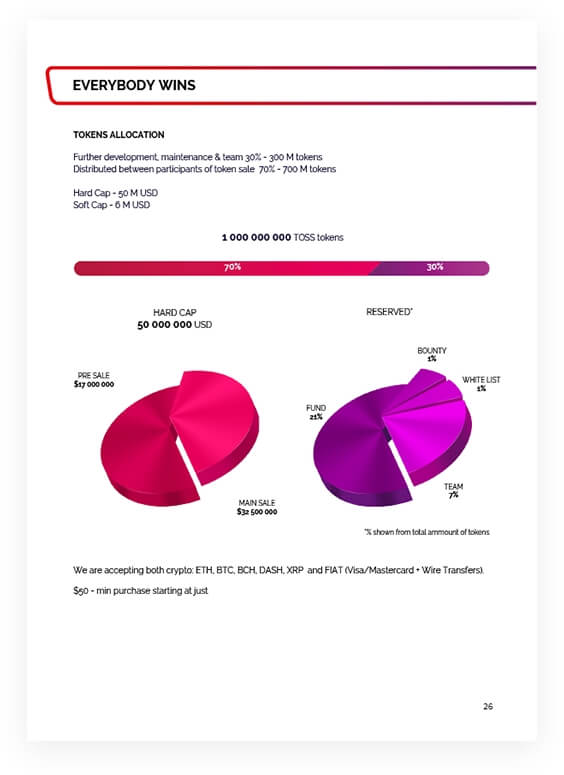 EVERYBODY WINS
TOKENS ALLOCATION
Further development, maintenance & team 30% - 300 M tokens
Distributed between participants of token sale 70% - 700 M tokens
Hard Cap - 50 M USD
Soft Cap - 6 M USD
1 000 000 000 TOSS tokens
70%
30%
HARD CAP
50 000 000 USD
RESERVED*
PRE SALE
$17 000 000
MAIN SALE
$32 500 000
BOUNTY
1%
WHITE LIST
1%
FUND
21%
TEAM
7%
*% shown from total ammount of tokens
We are accepting both crypto: ETH, BTC, BCH, DASH, XRP and FIAT (Visa/Mastercard + Wire Transfers).
$50 - min purchase starting at just
26